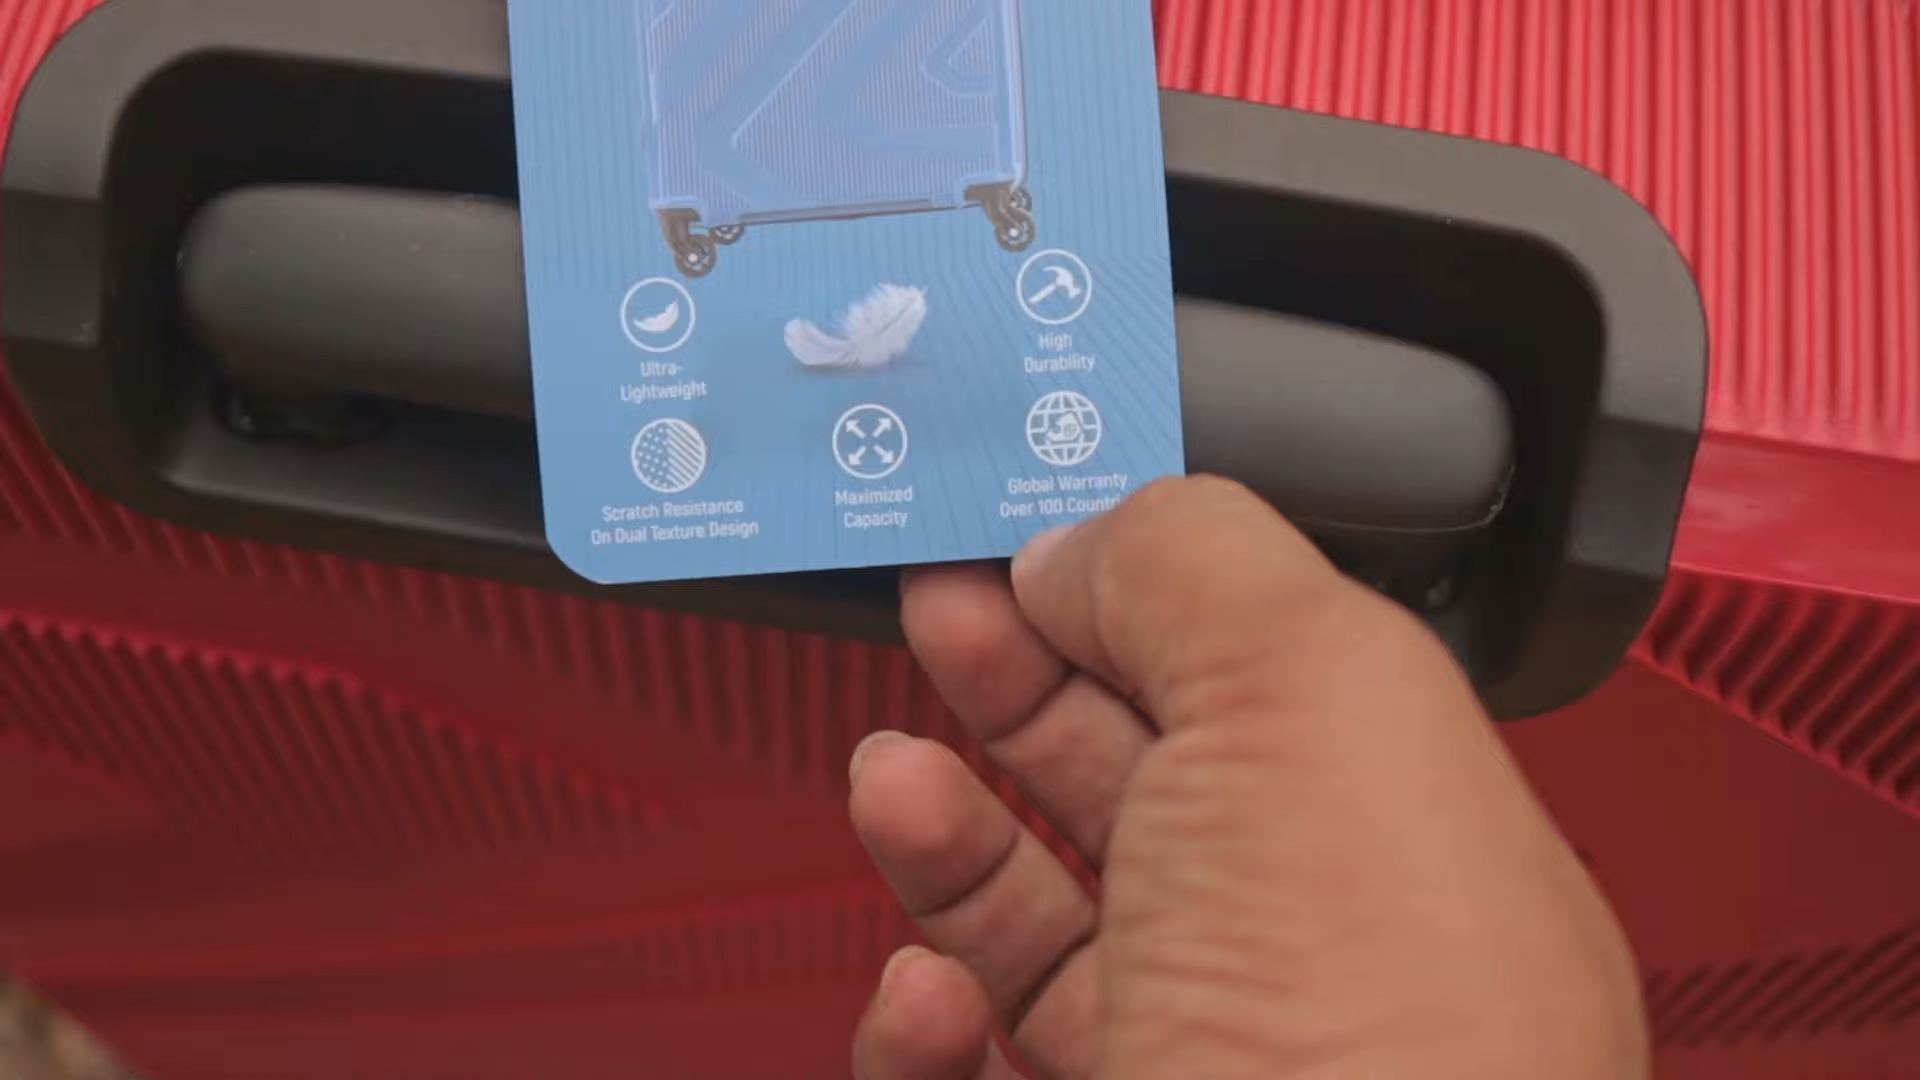 Ultra-
Lightweight
High
Durability
Scratch Resistance
On Dual Texture Design
Maximized
Capacity
Global Warranty
Over 100